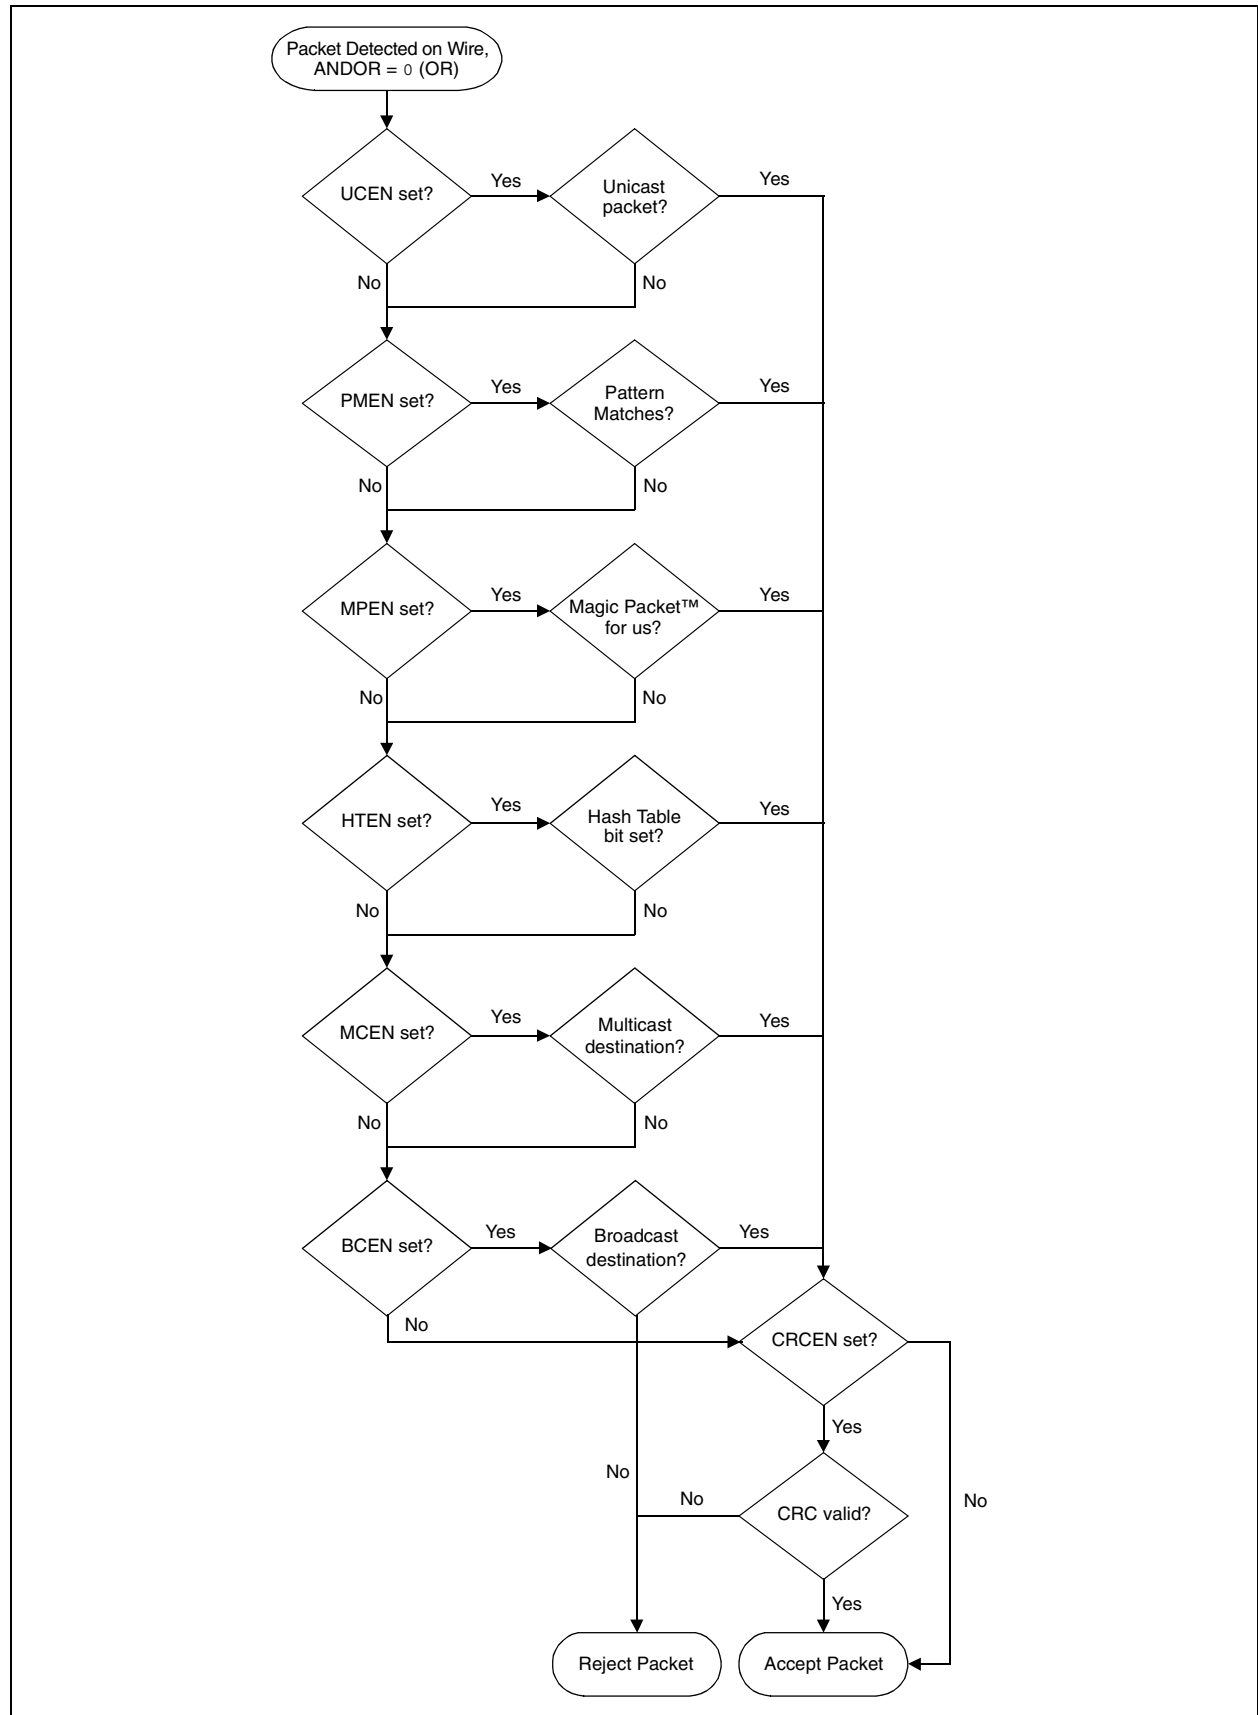 Packet Detected on Wire,
ANDOR = 0 (OR)
UCEN set?
Yes
Unicast
packet?
Yes
No
No
PMEN set?
Yes
Pattern
Matches?
Yes
No
No
MPEN set?
Yes
Magic Packet™
for us?
Yes
No
No
HTEN set?
Yes
Hash Table
bit set?
Yes
No
No
MCEN set?
Yes
Multicast
destination?
Yes
No
No
BCEN set?
Yes
Broadcast
destination?
Yes
No
CRCEN set?
Yes
No
No
CRC valid?
No
Yes
Reject Packet
Accept Packet